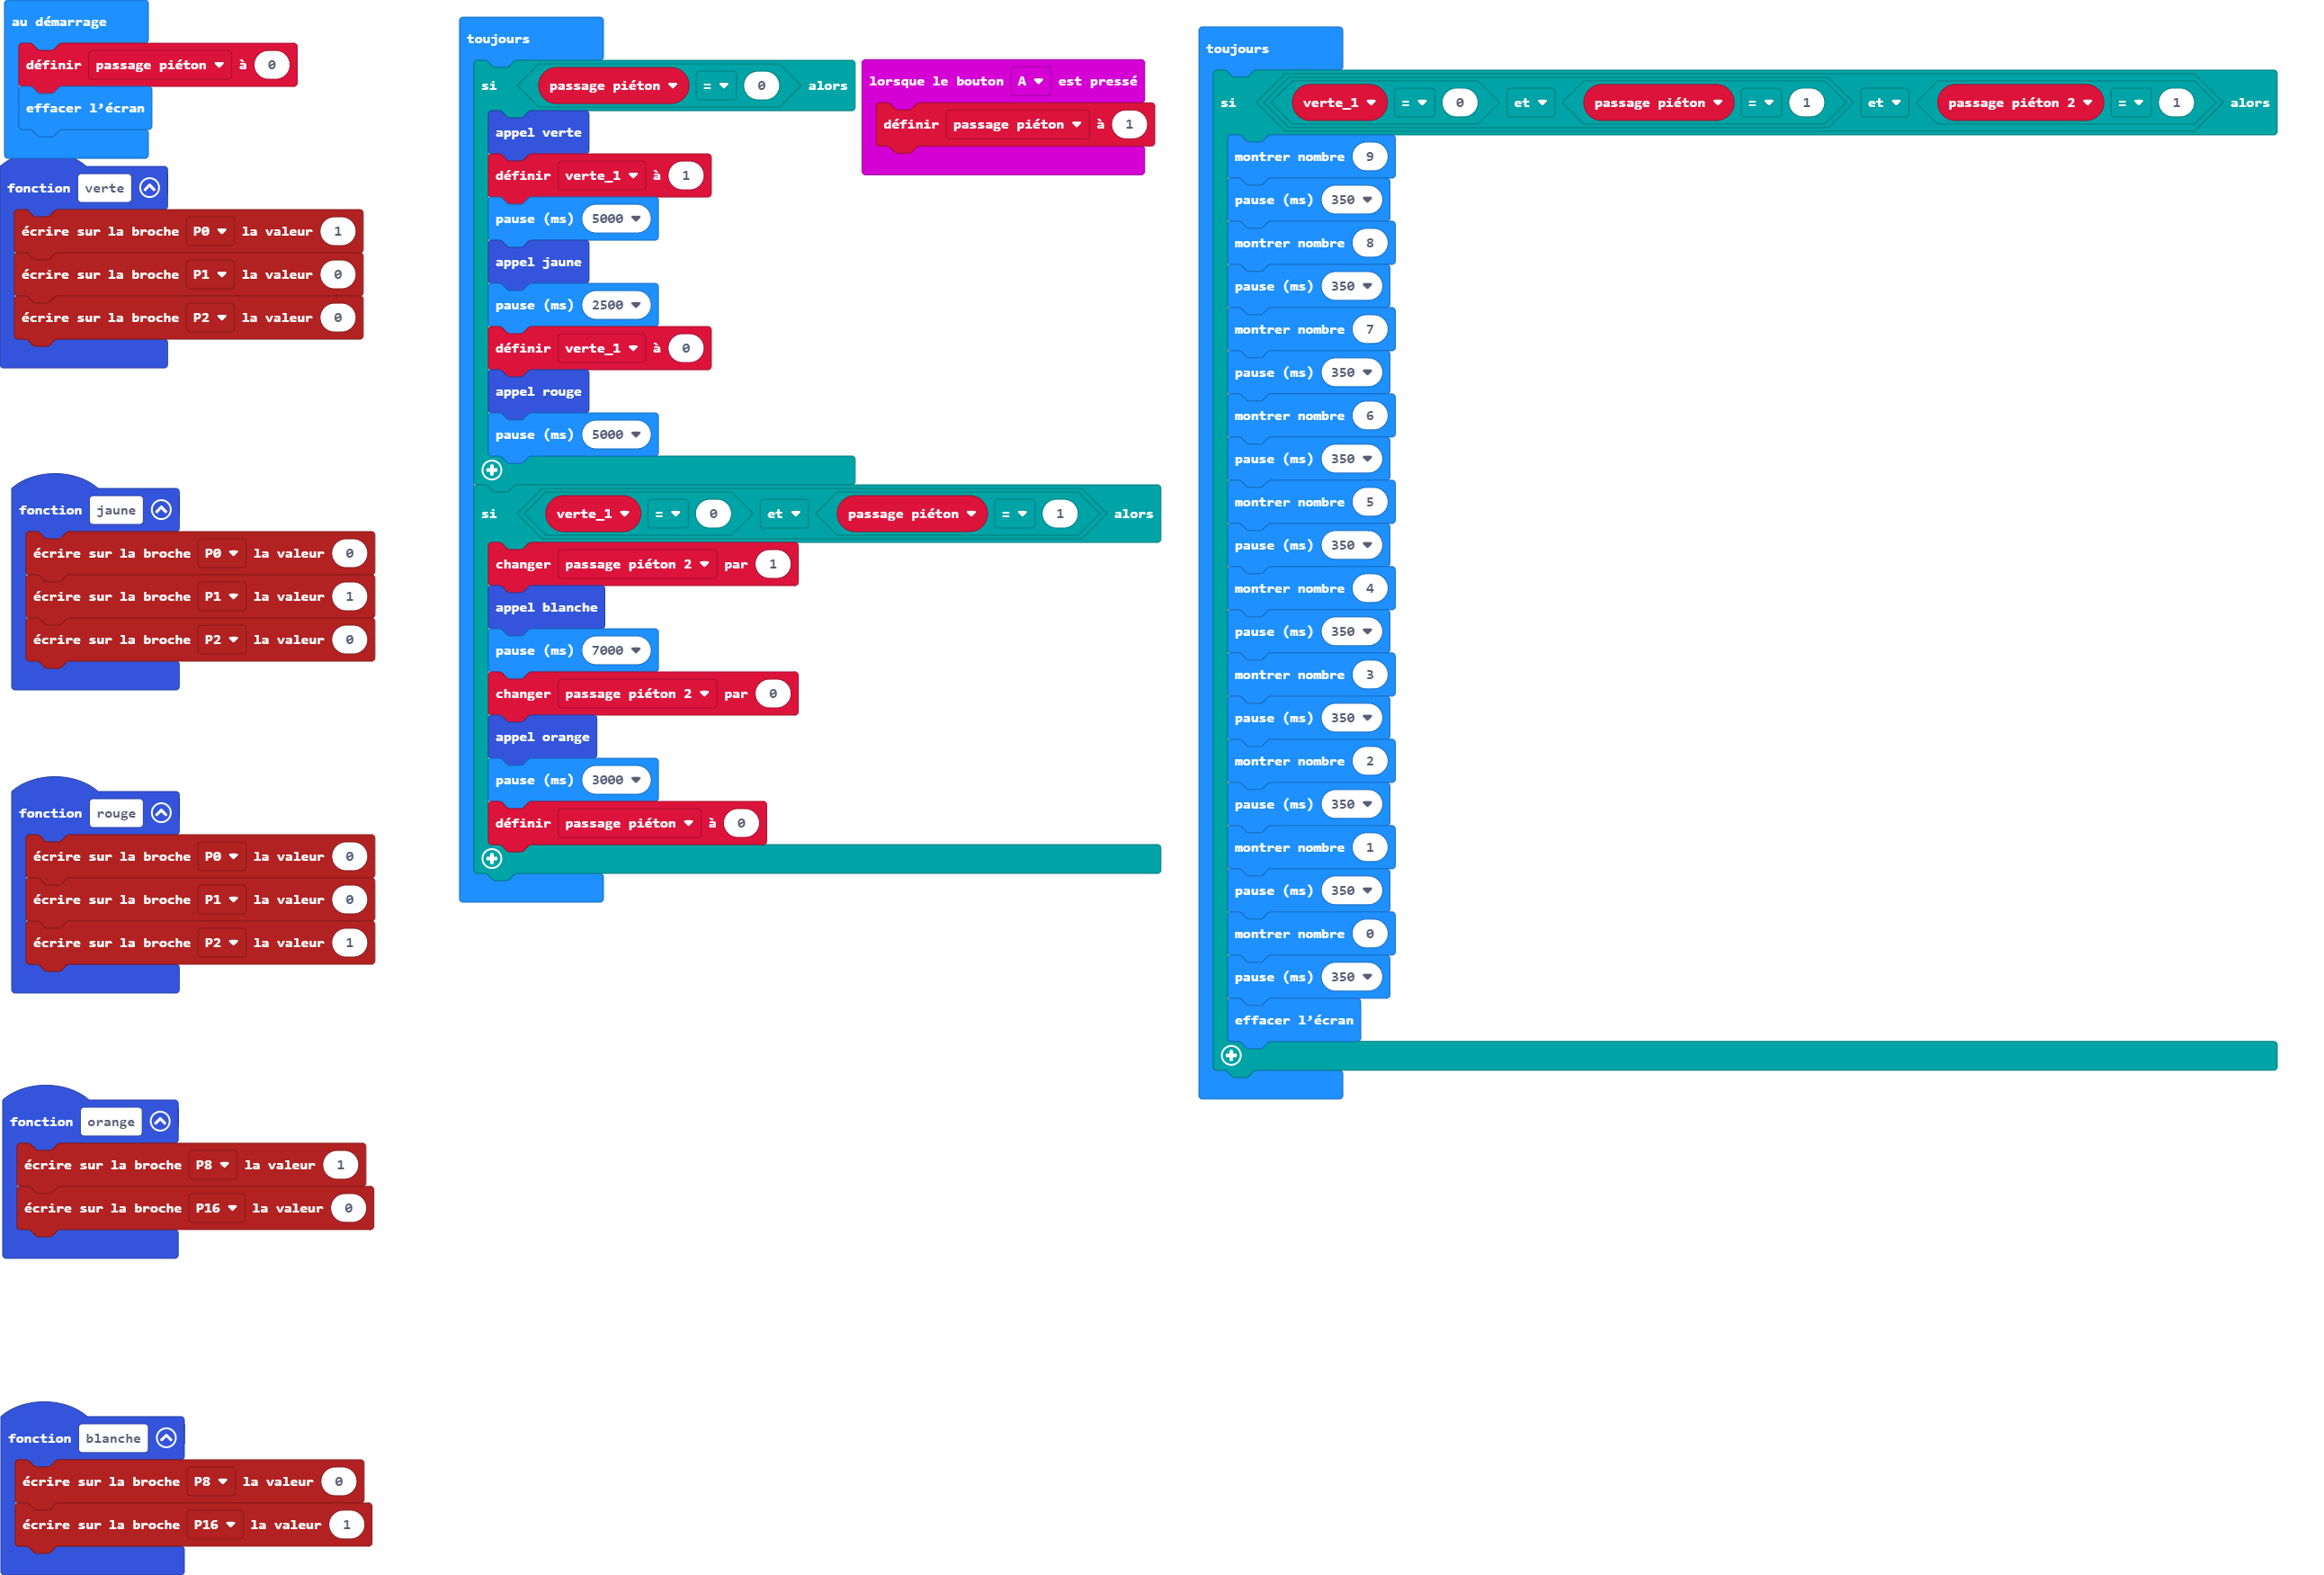 au démarrage
définir passage piéton à 0
effacer l'écran
fonction verte
écrire sur la broche P0 la valeur 1
écrire sur la broche P1 la valeur 0
écrire sur la broche P2 la valeur 0
fonction jaune
écrire sur la broche P0 la valeur 0
écrire sur la broche P1 la valeur 1
écrire sur la broche P2 la valeur 0
fonction rouge
écrire sur la broche P0 la valeur 0
écrire sur la broche P1 la valeur 0
écrire sur la broche P2 la valeur 1
fonction orange
écrire sur la broche P8 la valeur 1
écrire sur la broche P16 la valeur 0
fonction blanche
écrire sur la broche P8 la valeur 0
écrire sur la broche P16 la valeur 1
toujours
si passage piéton = 0 alors
appel verte
définir verte_1 à 1
pause (ms) 5000
appel jaune
pause (ms) 2500
définir verte_1 à 0
appel rouge
pause (ms) 5000
si verte_1 = 0 et passage piéton = 1 alors
changer passage piéton 2 par 1
appel blanche
pause (ms) 7000
changer passage piéton 2 par 0
appel orange
pause (ms) 3000
définir passage piéton à 0
lorsque le bouton A est pressé
définir passage piéton à 1
toujours
si verte_1 = 0 et passage piéton = 1 et passage piéton 2 = 1 alors
montrer nombre 9
pause (ms) 350
montrer nombre 8
pause (ms) 350
montrer nombre 7
pause (ms) 350
montrer nombre 6
pause (ms) 350
montrer nombre 5
pause (ms) 350
montrer nombre 4
pause (ms) 350
montrer nombre 3
pause (ms) 350
montrer nombre 2
pause (ms) 350
montrer nombre 1
pause (ms) 350
montrer nombre 0
pause (ms) 350
effacer l'écran